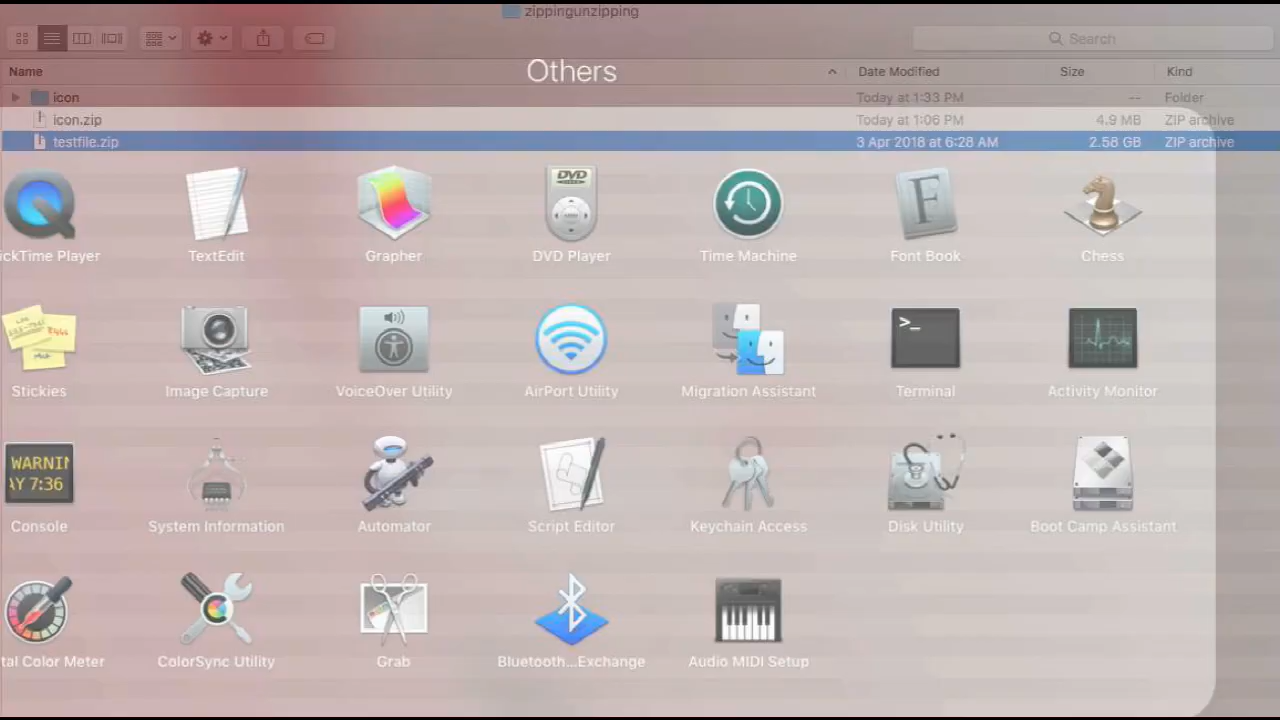 zippingunzipping
Search
Name Date Modified Size Kind
Others
icon Today at 1:33 PM -- Folder
icon.zip Today at 1:06 PM 4.9 MB ZIP archive
testfile.zip 3 Apr 2018 at 6:28 AM 2.58 GB ZIP archive
DVD
F
ickTime Player TextEdit Grapher DVD Player Time Machine Font Book Chess
>_
Stickies Image Capture VoiceOver Utility AirPort Utility Migration Assistant Terminal Activity Monitor
WARNIN
AY 7:36
Console System Information Automator Script Editor Keychain Access Disk Utility Boot Camp Assistant
tal Color Meter ColorSync Utility Grab Bluetooth...Exchange Audio MIDI Setup